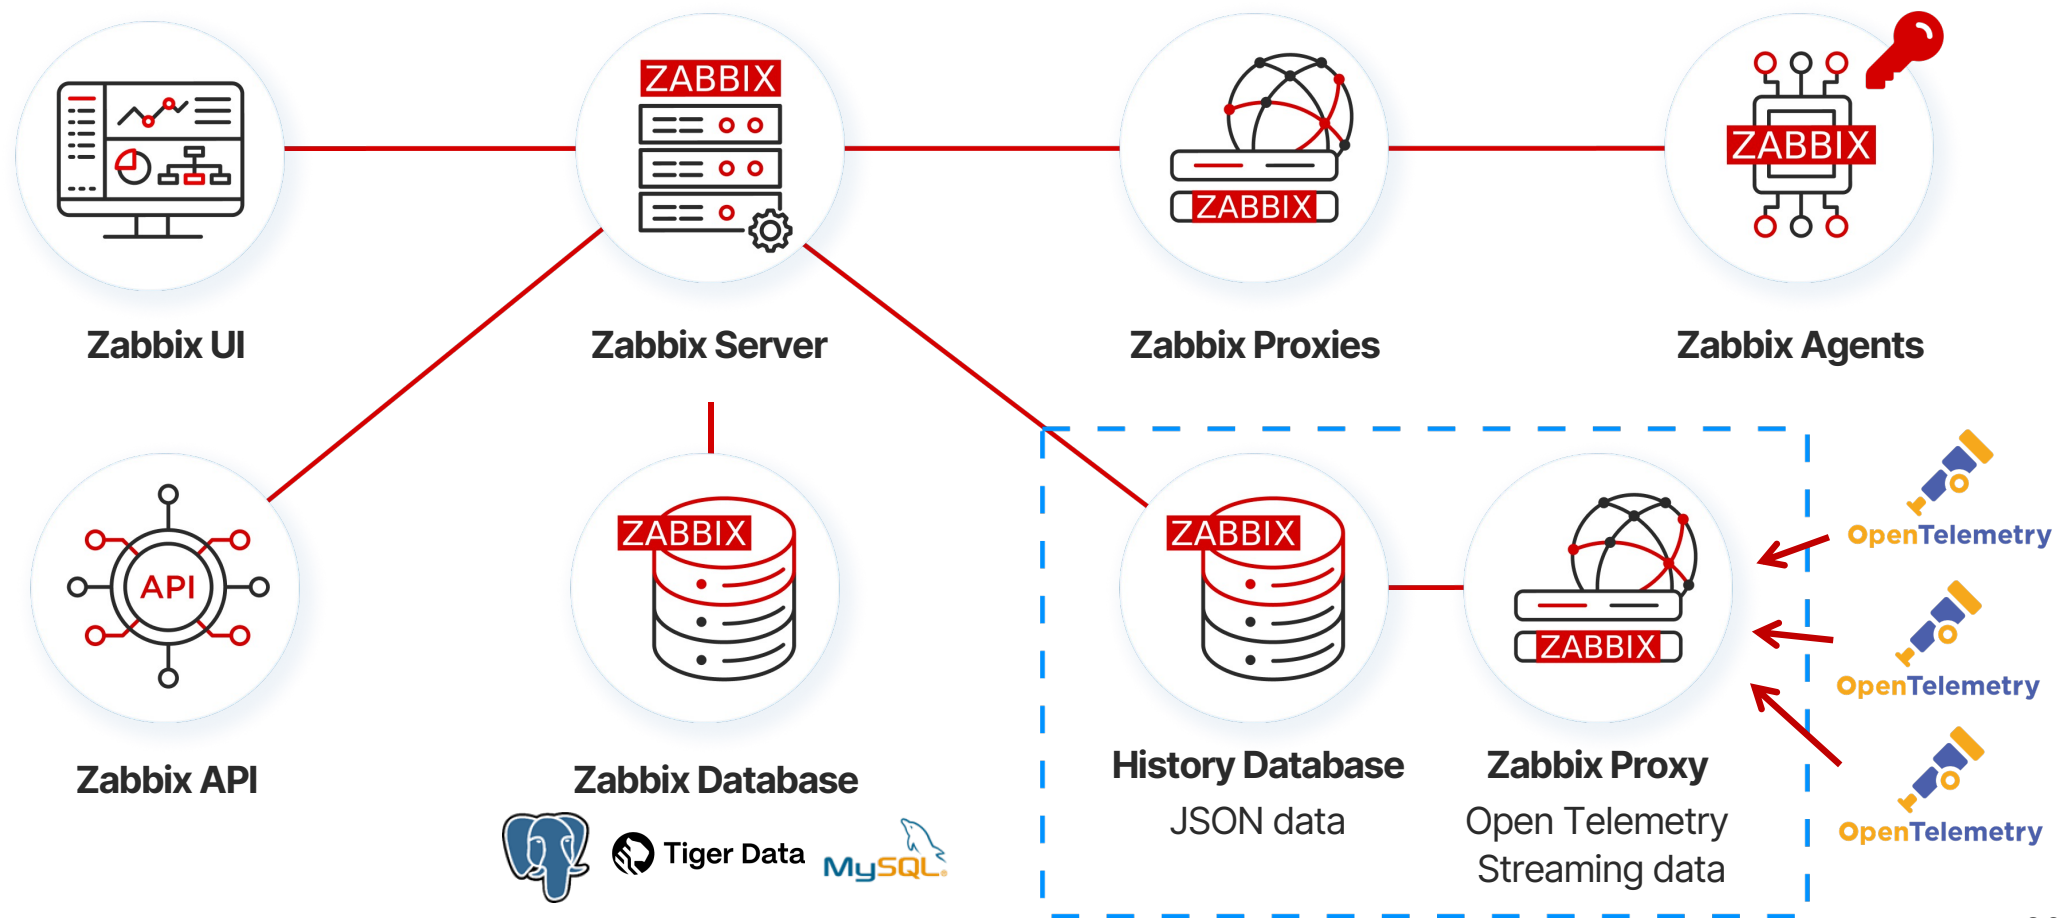 ZABBIX
ZABBIX
ZABBIX
Zabbix UI
Zabbix Server
Zabbix Proxies
Zabbix Agents
API
ZABBIX
ZABBIX
ZABBIX
OpenTelemetry
OpenTelemetry
OpenTelemetry
Zabbix API
Zabbix Database
Tiger Data
MySQL
History Database
JSON data
Zabbix Proxy
Open Telemetry
Streaming data